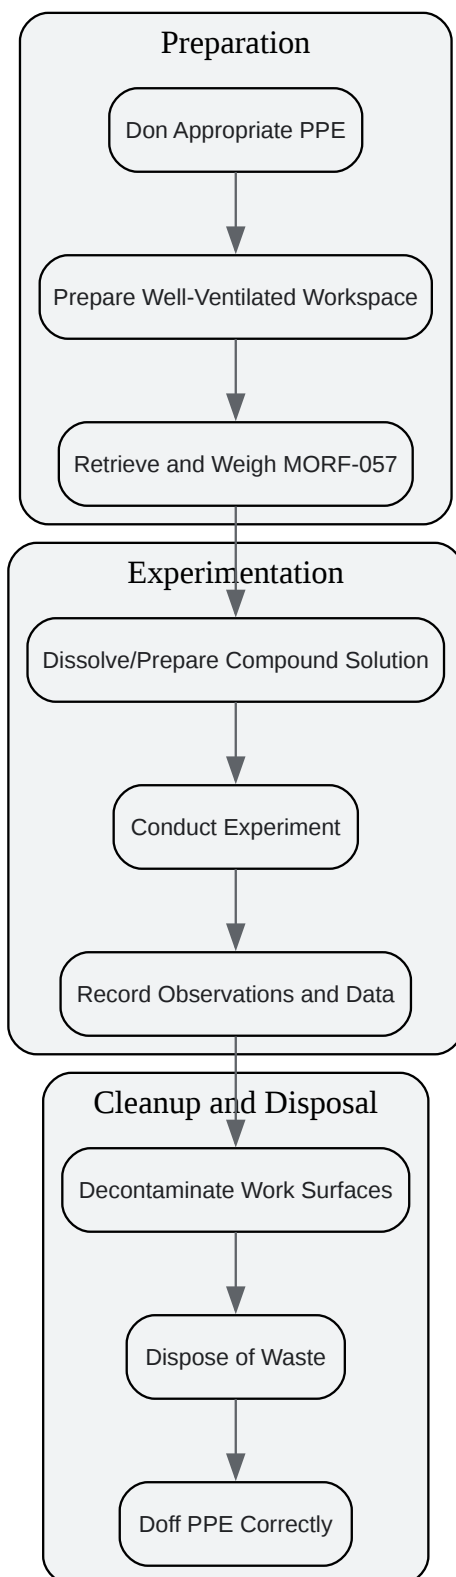 Preparation
Don Appropriate PPE
Prepare Well-Ventilated Workspace
Retrieve and Weigh MORF-057
Experimentation
Dissolve/Prepare Compound Solution
Conduct Experiment
Record Observations and Data
Cleanup and Disposal
Decontaminate Work Surfaces
Dispose of Waste
Doff PPE Correctly